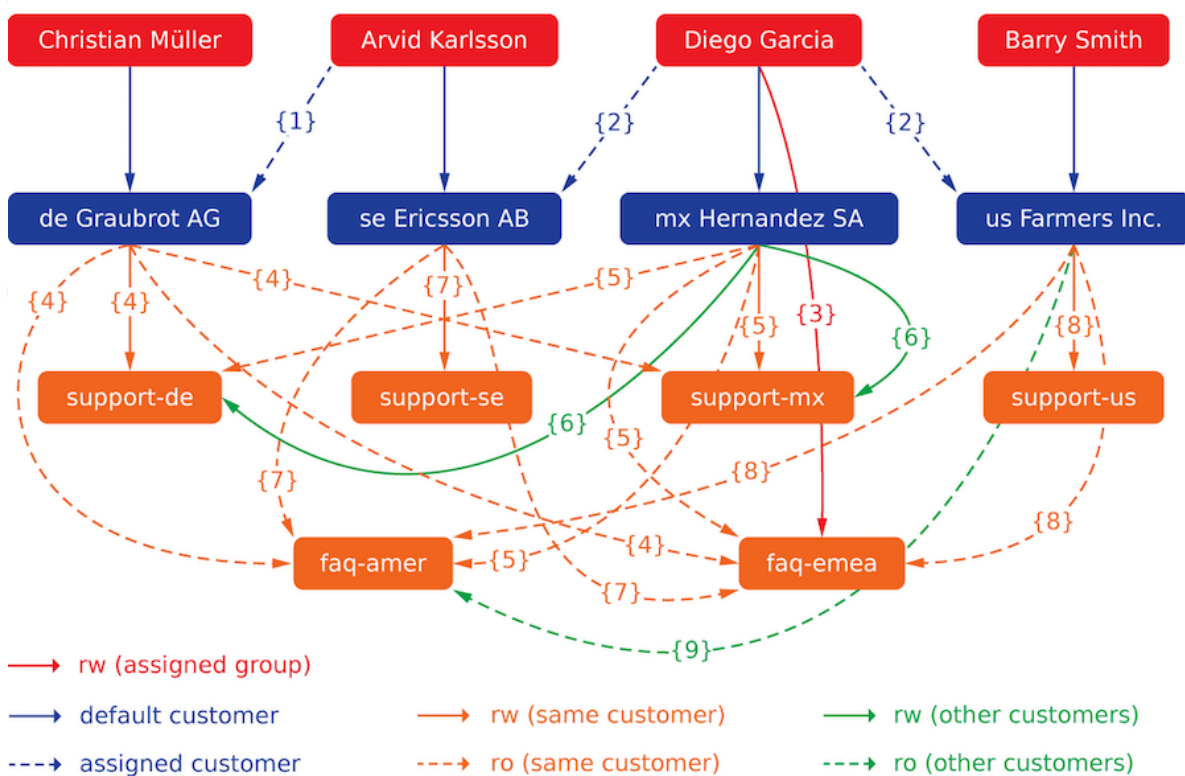 Christian Müller
Arvid Karlsson
Diego Garcia
Barry Smith
{1}
{2}
{2}
de Graubrot AG
se Ericsson AB
mx Hernandez SA
us Farmers Inc.
{4}
{4}
{4}
{7}
{5}
{5}
{3}
{6}
{8}
support-de
support-se
support-mx
support-us
{6}
{5}
{7}
{8}
{8}
faq-amer
{5}
{4}
faq-emea
{7}
{9}
rw (assigned group)
default customer
rw (same customer)
rw (other customers)
assigned customer
ro (same customer)
ro (other customers)